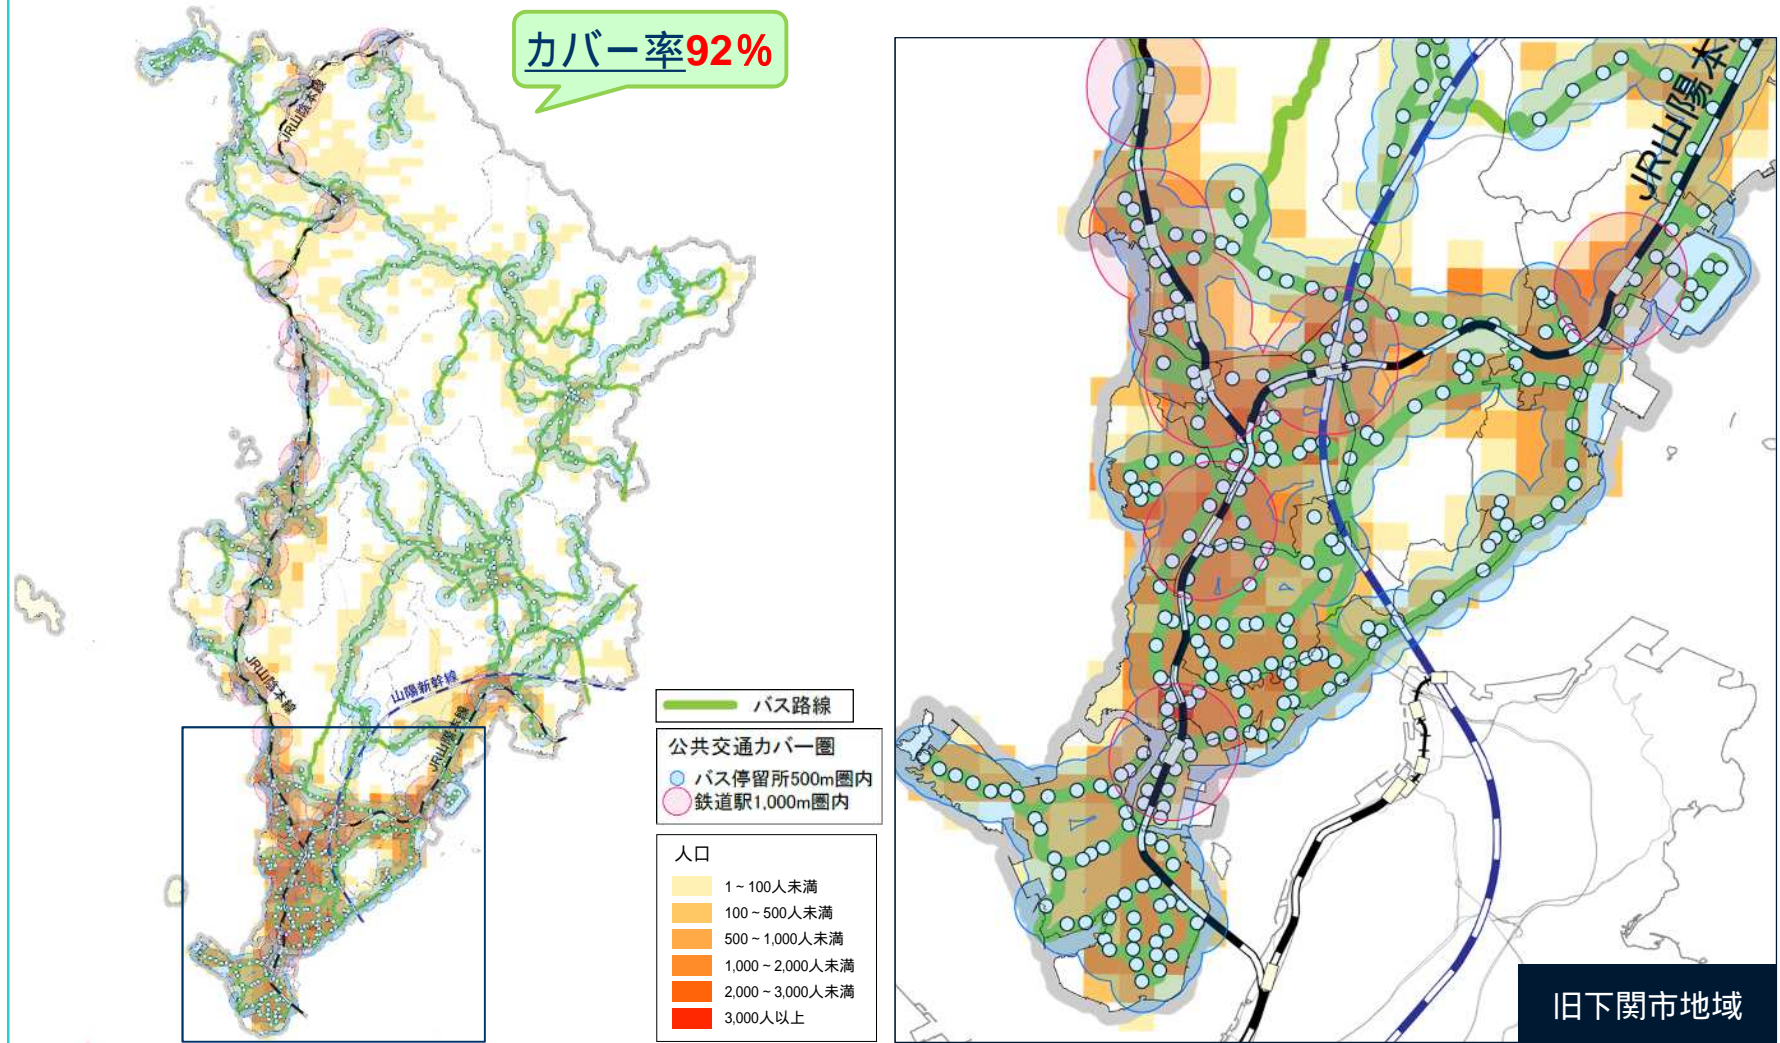 カバー率92%
JR山陰本線
JR山陰本線
山陽新幹線
JR山陽本線
バス路線
公共交通カバー圏
バス停留所500m圏内
鉄道駅1,000m圏内
人口
1~100人未満
100~500人未満
500~1,000人未満
1,000~2,000人未満
2,000~3,000人未満
3,000人以上
JR山陽本
旧下関市地域